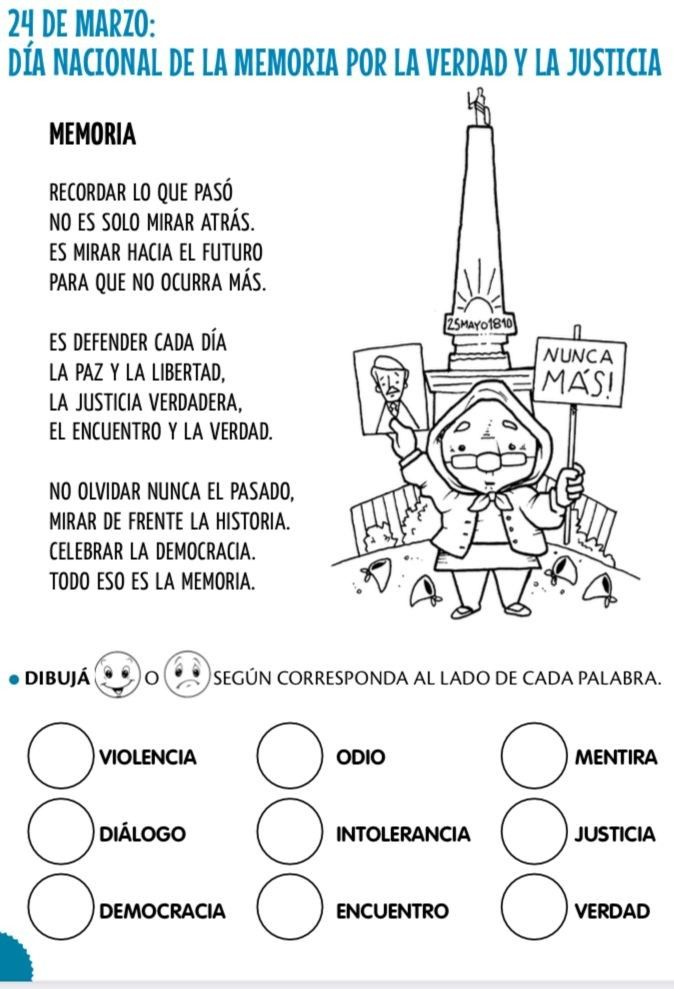 24 DE MARZO:
DÍA NACIONAL DE LA MEMORIA POR LA VERDAD Y LA JUSTICIA
MEMORIA
RECORDAR LO QUE PASÓ
NO ES SOLO MIRAR ATRÁS.
ES MIRAR HACIA EL FUTURO
PARA QUE NO OCURRA MÁS.
ES DEFENDER CADA DÍA
LA PAZ Y LA LIBERTAD,
LA JUSTICIA VERDADERA,
EL ENCUENTRO Y LA VERDAD.
NO OLVIDAR NUNCA EL PASADO,
MIRAR DE FRENTE LA HISTORIA.
CELEBRAR LA DEMOCRACIA.
TODO ESO ES LA MEMORIA.
25MAYO1810
NUNCA
MÁS!
• DIBUJÁ O SEGÚN CORRESPONDA AL LADO DE CADA PALABRA.
VIOLENCIA ODIO MENTIRA
DIÁLOGO INTOLERANCIA JUSTICIA
DEMOCRACIA ENCUENTRO VERDAD